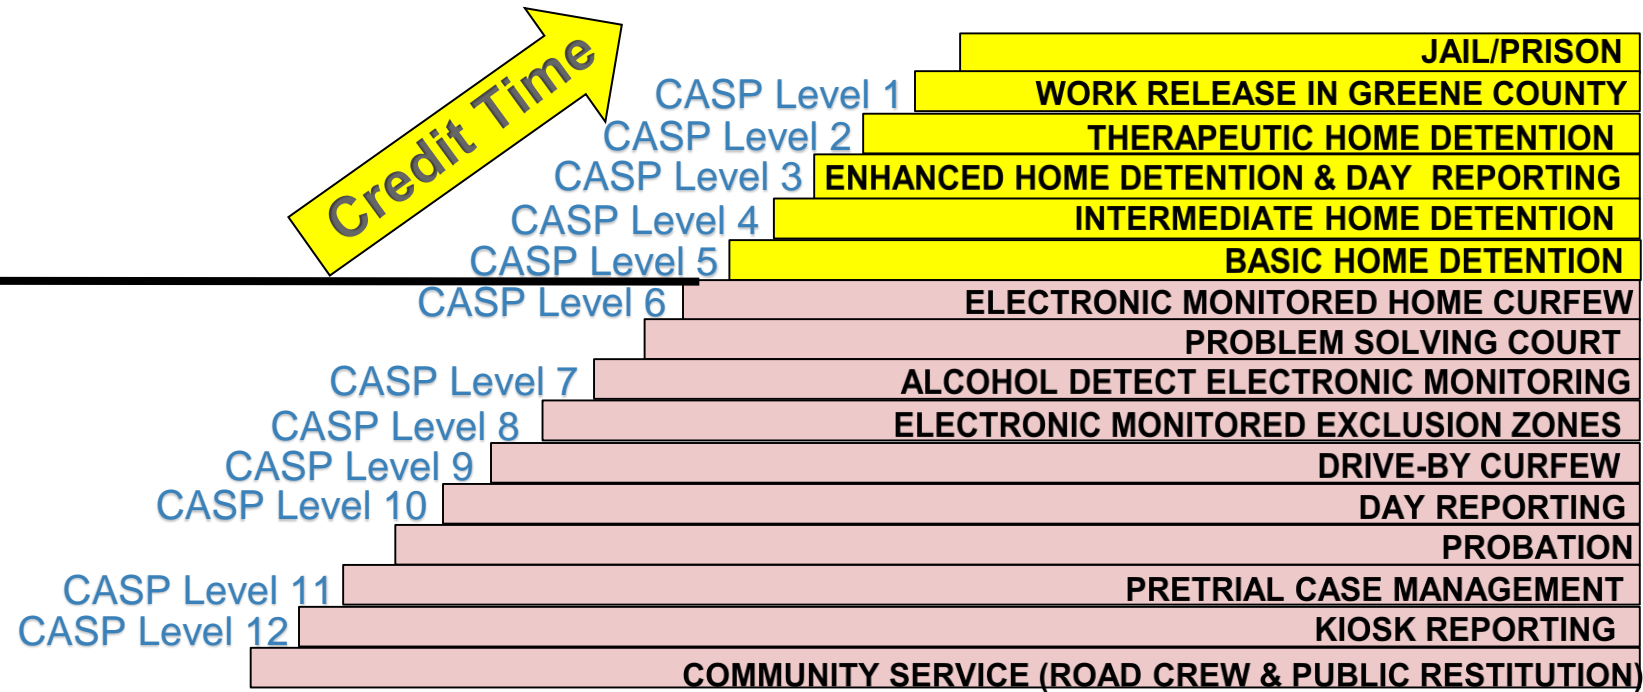 Credit Time
JAIL/PRISON
CASP Level 1 WORK RELEASE IN GREENE COUNTY
CASP Level 2 THERAPEUTIC HOME DETENTION
CASP Level 3 ENHANCED HOME DETENTION & DAY REPORTING
CASP Level 4 INTERMEDIATE HOME DETENTION
CASP Level 5 BASIC HOME DETENTION
CASP Level 6 ELECTRONIC MONITORED HOME CURFEW
PROBLEM SOLVING COURT
CASP Level 7 ALCOHOL DETECT ELECTRONIC MONITORING
CASP Level 8 ELECTRONIC MONITORED EXCLUSION ZONES
CASP Level 9 DRIVE-BY CURFEW
CASP Level 10 DAY REPORTING
PROBATION
CASP Level 11 PRETRIAL CASE MANAGEMENT
CASP Level 12 KIOSK REPORTING
COMMUNITY SERVICE (ROAD CREW & PUBLIC RESTITUTION)